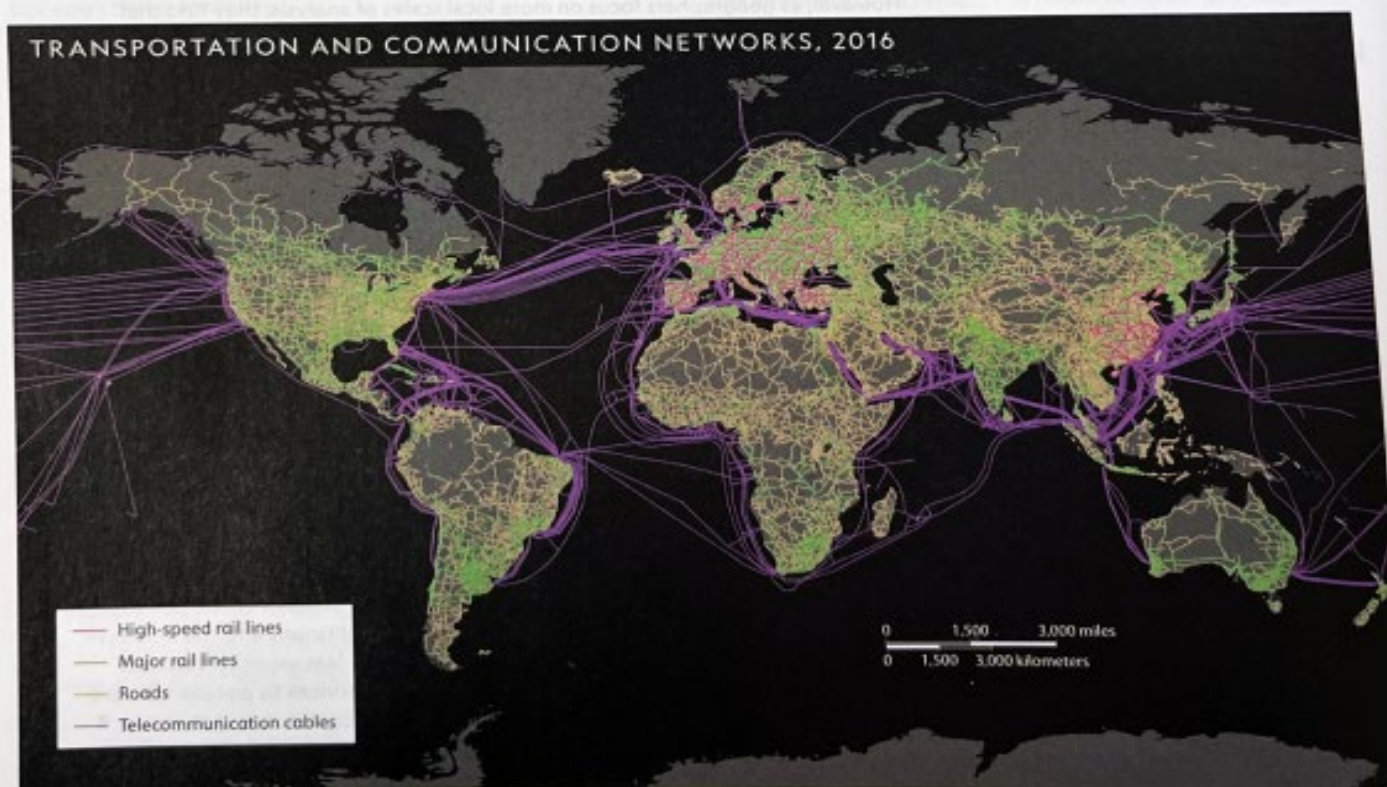 TRANSPORTATION AND COMMUNICATION NETWORKS, 2016
High-speed rail lines
Major rail lines
Roads
Telecommunication cables
0 1,500 3,000 miles
0 1,500 3,000 kilometers